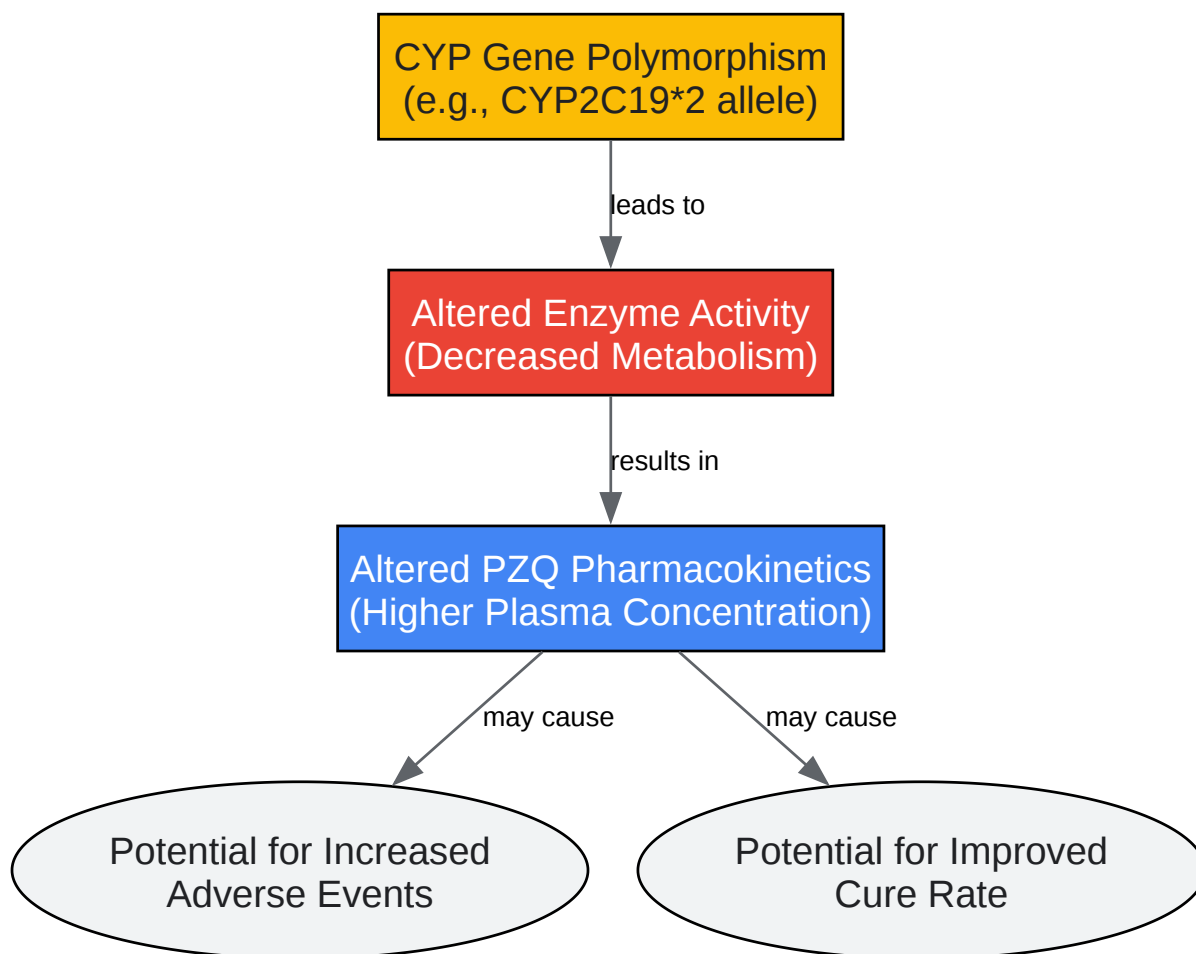 CYP Gene Polymorphism
(e.g., CYP2C19*2 allele)
leads to
Altered Enzyme Activity
(Decreased Metabolism)
results in
Altered PZQ Pharmacokinetics
(Higher Plasma Concentration)
may cause
may cause
Potential for Increased
Adverse Events
Potential for Improved
Cure Rate